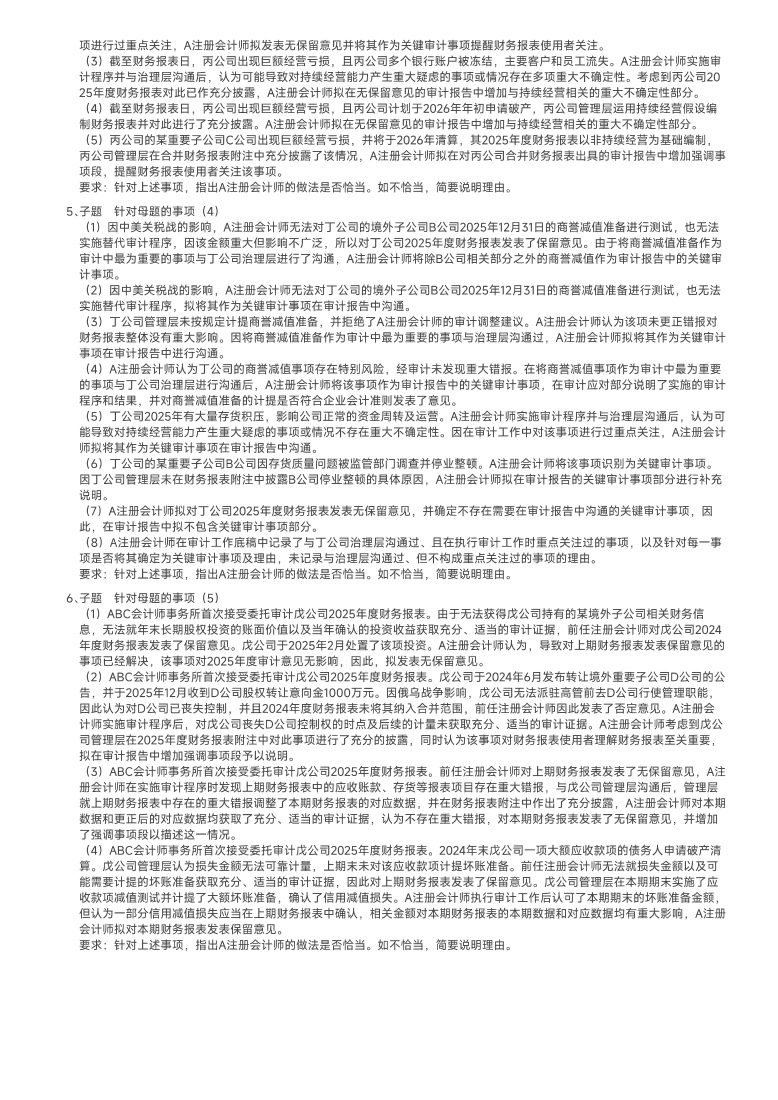 项进行过重点关注，A注册会计师拟发表无保留意见并将其作为关键审计事项提醒财务报表使用者关注。
（3）截至财务报表日，丙公司出现巨额经营亏损，且丙公司多个银行账户被冻结，主要客户和员工流失。A注册会计师实施审
计程序并与治理层沟通后，认为可能导致对持续经营能力产生重大疑虑的事项或情况存在多项重大不确定性。考虑到丙公司20
25年度财务报表对此已作充分披露，A注册会计师拟在无保留意见的审计报告中增加与持续经营相关的重大不确定性部分。
（4）截至财务报表日，丙公司出现巨额经营亏损，且丙公司计划于2026年年初申请破产，丙公司管理层运用持续经营假设编
制财务报表并对此进行了充分披露。A注册会计师拟在无保留意见的审计报告中增加与持续经营相关的重大不确定性部分。
（5）丙公司的某重要子公司C公司出现巨额经营亏损，并将于2026年清算，其2025年度财务报表以非持续经营为基础编制，
丙公司管理层在合并财务报表附注中充分披露了该情况，A注册会计师拟在对丙公司合并财务报表出具的审计报告中增加强调事
项段，提醒财务报表使用者关注该事项。
要求：针对上述事项，指出A注册会计师的做法是否恰当。如不恰当，简要说明理由。
5、子题 针对母题的事项（4）
（1）因中美关税战的影响，A注册会计师无法对丁公司的境外子公司B公司2025年12月31日的商誉减值准备进行测试，也无法
实施替代审计程序，因该金额重大但影响不广泛，所以对丁公司2025年度财务报表发表了保留意见。由于将商誉减值准备作为
审计中最为重要的事项与丁公司治理层进行了沟通，A注册会计师将除B公司相关部分之外的商誉减值作为审计报告中的关键审
计事项。
（2）因中美关税战的影响，A注册会计师无法对丁公司的境外子公司B公司2025年12月31日的商誉减值准备进行测试，也无法
实施替代审计程序，拟将其作为关键审计事项在审计报告中沟通。
（3）丁公司管理层未按规定计提商誉减值准备，并拒绝了A注册会计师的审计调整建议。A注册会计师认为该项未更正错报对
财务报表整体没有重大影响。因将商誉减值准备作为审计中最为重要的事项与治理层沟通过，A注册会计师拟将其作为关键审计
事项在审计报告中进行沟通。
（4）A注册会计师认为丁公司的商誉减值事项存在特别风险，经审计未发现重大错报。在将商誉减值事项作为审计中最为重要
的事项与丁公司治理层进行沟通后，A注册会计师将该事项作为审计报告中的关键审计事项，在审计应对部分说明了实施的审计
程序和结果，并对商誉减值准备的计提是否符合企业会计准则发表了意见。
（5）丁公司2025年有大量存货积压，影响公司正常的资金周转及运营。A注册会计师实施审计程序并与治理层沟通后，认为可
能导致对持续经营能力产生重大疑虑的事项或情况不存在重大不确定性。因在审计工作中对该事项进行过重点关注，A注册会计
师拟将其作为关键审计事项在审计报告中沟通。
（6）丁公司的某重要子公司B公司因存货质量问题被监管部门调查并停业整顿。A注册会计师将该事项识别为关键审计事项。
因丁公司管理层未在财务报表附注中披露B公司停业整顿的具体原因，A注册会计师拟在审计报告的关键审计事项部分进行补充
说明。
（7）A注册会计师拟对丁公司2025年度财务报表发表无保留意见，并确定不存在需要在审计报告中沟通的关键审计事项，因
此，在审计报告中拟不包含关键审计事项部分。
（8）A注册会计师在审计工作底稿中记录了与丁公司治理层沟通过、且在执行审计工作时重点关注过的事项，以及针对每一事
项是否将其确定为关键审计事项及理由，未记录与治理层沟通过、但不构成重点关注过的事项的理由。
要求：针对上述事项，指出A注册会计师的做法是否恰当。如不恰当，简要说明理由。
6、子题 针对母题的事项（5）
（1）ABC会计师事务所首次接受委托审计戊公司2025年度财务报表。由于无法获得戊公司持有的某境外子公司相关财务信
息，无法就年末长期股权投资的账面价值以及当年确认的投资收益获取充分、适当的审计证据，前任注册会计师对戊公司2024
年度财务报表发表了保留意见。戊公司于2025年2月处置了该项投资。A注册会计师认为，导致对上期财务报表发表保留意见的
事项已经解决，该事项对2025年度审计意见无影响，因此，拟发表无保留意见。
（2）ABC会计师事务所首次接受委托审计戊公司2025年度财务报表。戊公司于2024年6月发布转让境外重要子公司D公司的公
告，并于2025年12月收到D公司股权转让意向金1000万元。因俄乌战争影响，戊公司无法派驻高管前去D公司行使管理职能，
因此认为对D公司已丧失控制，并且2024年度财务报表未将其纳入合并范围，前任注册会计师因此发表了否定意见。A注册会
计师实施审计程序后，对戊公司丧失D公司控制权的时点及后续的计量未获取充分、适当的审计证据。A注册会计师考虑到戊公
司管理层在2025年度财务报表附注中对此事项进行了充分的披露，同时认为该事项对财务报表使用者理解财务报表至关重要，
拟在审计报告中增加强调事项段予以说明。
（3）ABC会计师事务所首次接受委托审计戊公司2025年度财务报表。前任注册会计师对上期财务报表发表了无保留意见，A注
册会计师在实施审计程序时发现上期财务报表中的应收账款、存货等报表项目存在重大错报，与戊公司管理层沟通后，管理层
就上期财务报表中存在的重大错报调整了本期财务报表的对应数据，并在财务报表附注中作出了充分披露，A注册会计师对本期
数据和更正后的对应数据均获取了充分、适当的审计证据，认为不存在重大错报，对本期财务报表发表了无保留意见，并增加
了强调事项段以描述这一情况。
（4）ABC会计师事务所首次接受委托审计戊公司2025年度财务报表。2024年末戊公司一项大额应收款项的债务人申请破产清
算。戊公司管理层认为损失金额无法可靠计量，上期末未对该应收款项计提坏账准备。前任注册会计师无法就损失金额以及可
能需要计提的坏账准备获取充分、适当的审计证据，因此对上期财务报表发表了保留意见。戊公司管理层在本期期末实施了应
收款项减值测试并计提了大额坏账准备，确认了信用减值损失。A注册会计师执行审计工作后认可了本期期末的坏账准备金额，
但认为一部分信用减值损失应当在上期财务报表中确认，相关金额对本期财务报表的本期数据和对应数据均有重大影响，A注册
会计师拟对本期财务报表发表保留意见。
要求：针对上述事项，指出A注册会计师的做法是否恰当。如不恰当，简要说明理由。